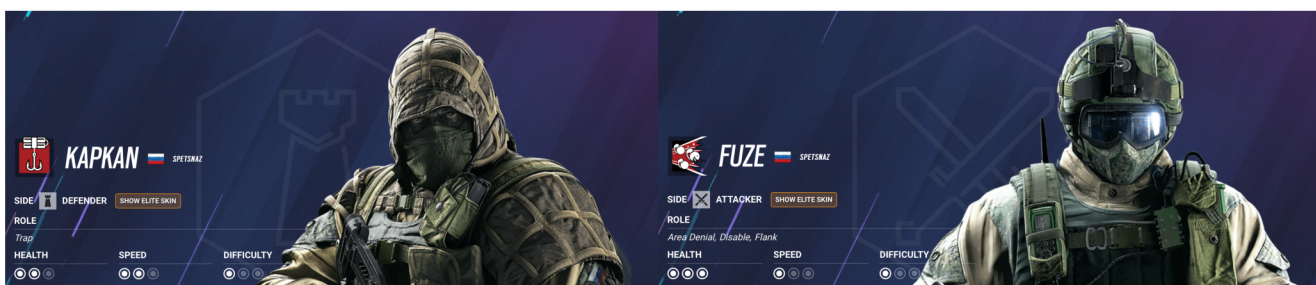 KAPKAN SPETSNAZ
SIDE DEFENDER SHOW ELITE SKIN
ROLE
Trap
HEALTH SPEED DIFFICULTY
FUZE SPETSNAZ
SIDE ATTACKER SHOW ELITE SKIN
ROLE
Area Denial, Disable, Flank
HEALTH SPEED DIFFICULTY